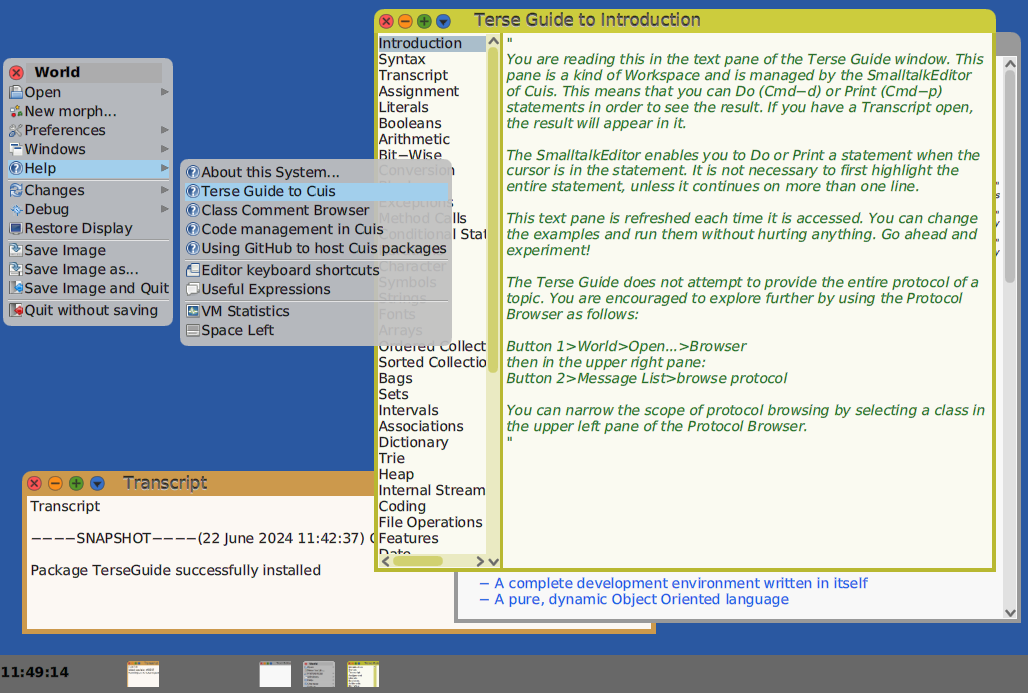 Terse Guide to Introduction
World
Open
New morph...
Preferences
Windows
Help
Changes
Debug
Restore Display
Save Image
Save Image as...
Save Image and Quit
Quit without saving
About this System...
Terse Guide to Cuis
Class Comment Browser
Code management in Cuis
Using GitHub to host Cuis packages
Editor keyboard shortcuts
Useful Expressions
VM Statistics
Space Left
Introduction
Syntax
Transcript
Assignment
Literals
Booleans
Arithmetic
Bit−Wise
Conversion
Exceptions
Method Calls
Conditional Stat
Character
Symbols
Strings
Fonts
Arrays
Ordered Collect
Sorted Collectio
Bags
Sets
Intervals
Associations
Dictionary
Trie
Heap
Internal Stream
Coding
File Operations
Features
Date
"
You are reading this in the text pane of the Terse Guide window. This
pane is a kind of Workspace and is managed by the SmalltalkEditor
of Cuis. This means that you can Do (Cmd−d) or Print (Cmd−p)
statements in order to see the result. If you have a Transcript open,
the result will appear in it.
The SmalltalkEditor enables you to Do or Print a statement when the
cursor is in the statement. It is not necessary to first highlight the
entire statement, unless it continues on more than one line.
This text pane is refreshed each time it is accessed. You can change
the examples and run them without hurting anything. Go ahead and
experiment!
The Terse Guide does not attempt to provide the entire protocol of a
topic. You are encouraged to explore further by using the Protocol
Browser as follows:
Button 1>World>Open...>Browser
then in the upper right pane:
Button 2>Message List>browse protocol
You can narrow the scope of protocol browsing by selecting a class in
the upper left pane of the Protocol Browser.
"
Transcript
Transcript
−−−−SNAPSHOT−−−−(22 June 2024 11:42:37)
Package TerseGuide successfully installed
− A complete development environment written in itself
− A pure, dynamic Object Oriented language
11:49:14